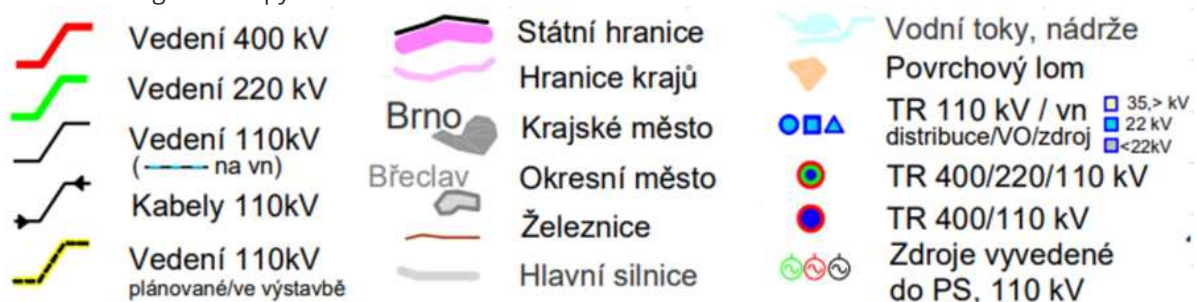 Vedení 400 kV
Vedení 220 kV
Vedení 110kV
( na vn)
Kabely 110kV
Vedení 110kV
plánované/ve výstavbě
Státní hranice
Hranice krajů
Brno
Krajské město
Břeclav
Okresní město
Železnice
Hlavní silnice
Vodní toky, nádrže
Povrchový lom
TR 110 kV / vn
distribuce/VO/zdroj
35,> kV
22 kV
<22kV
TR 400/220/110 kV
TR 400/110 kV
Zdroje vyvedené
do PS, 110 kV